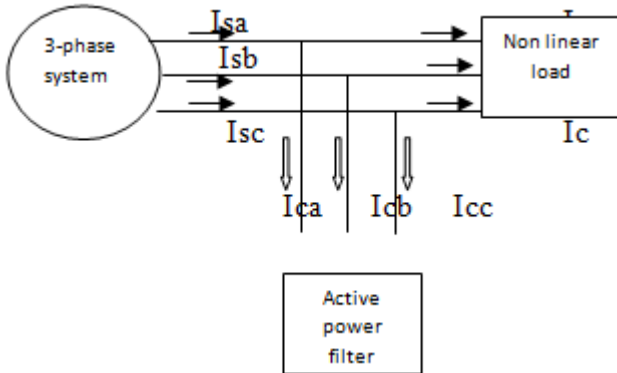 Isa
3-phase
system
Isb
Isc
Non linear
load
Ic
Ica Icb Icc
Active
power
filter